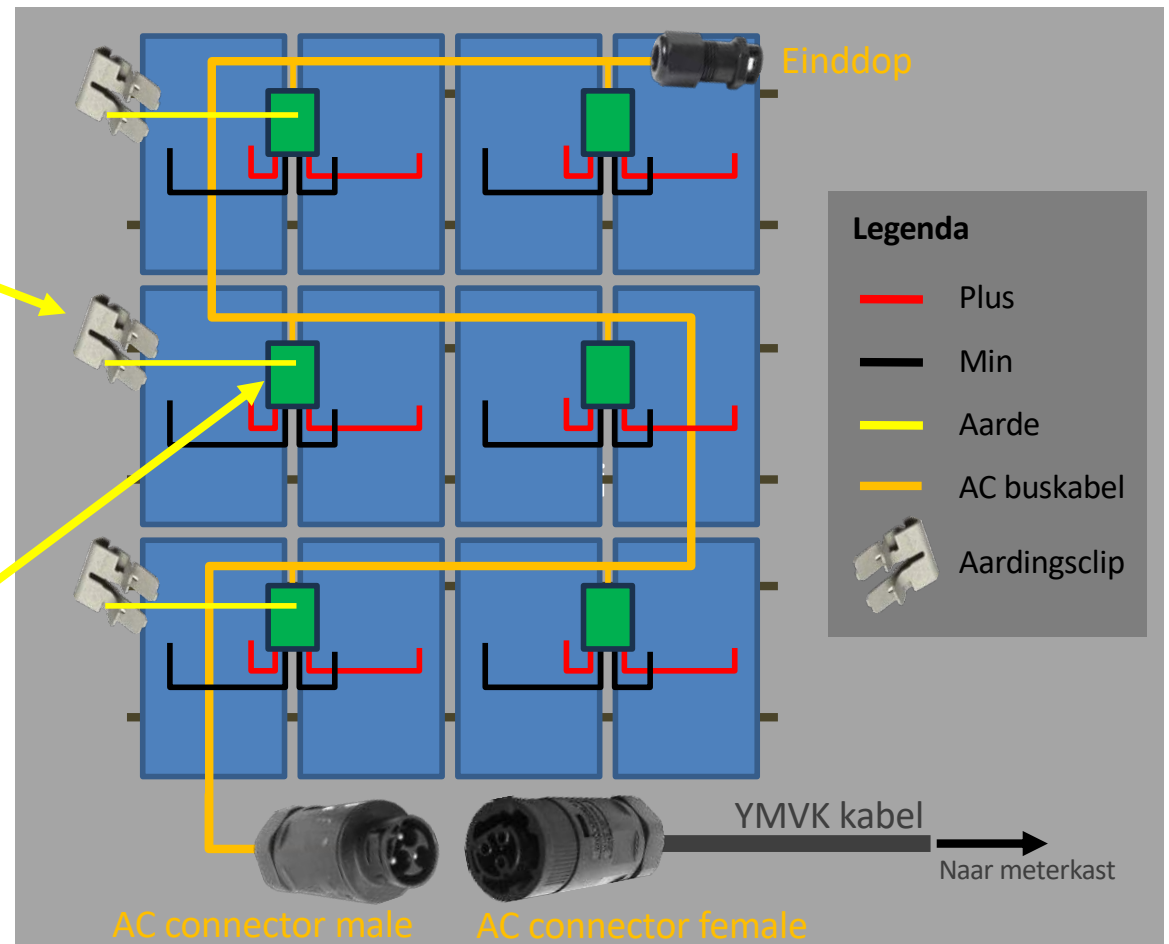 Einddop
Legenda
Plus
Min
Aarde
AC buskabel
Aardingsclip
YMVK kabel
Naar meterkast
AC connector male
AC connector female